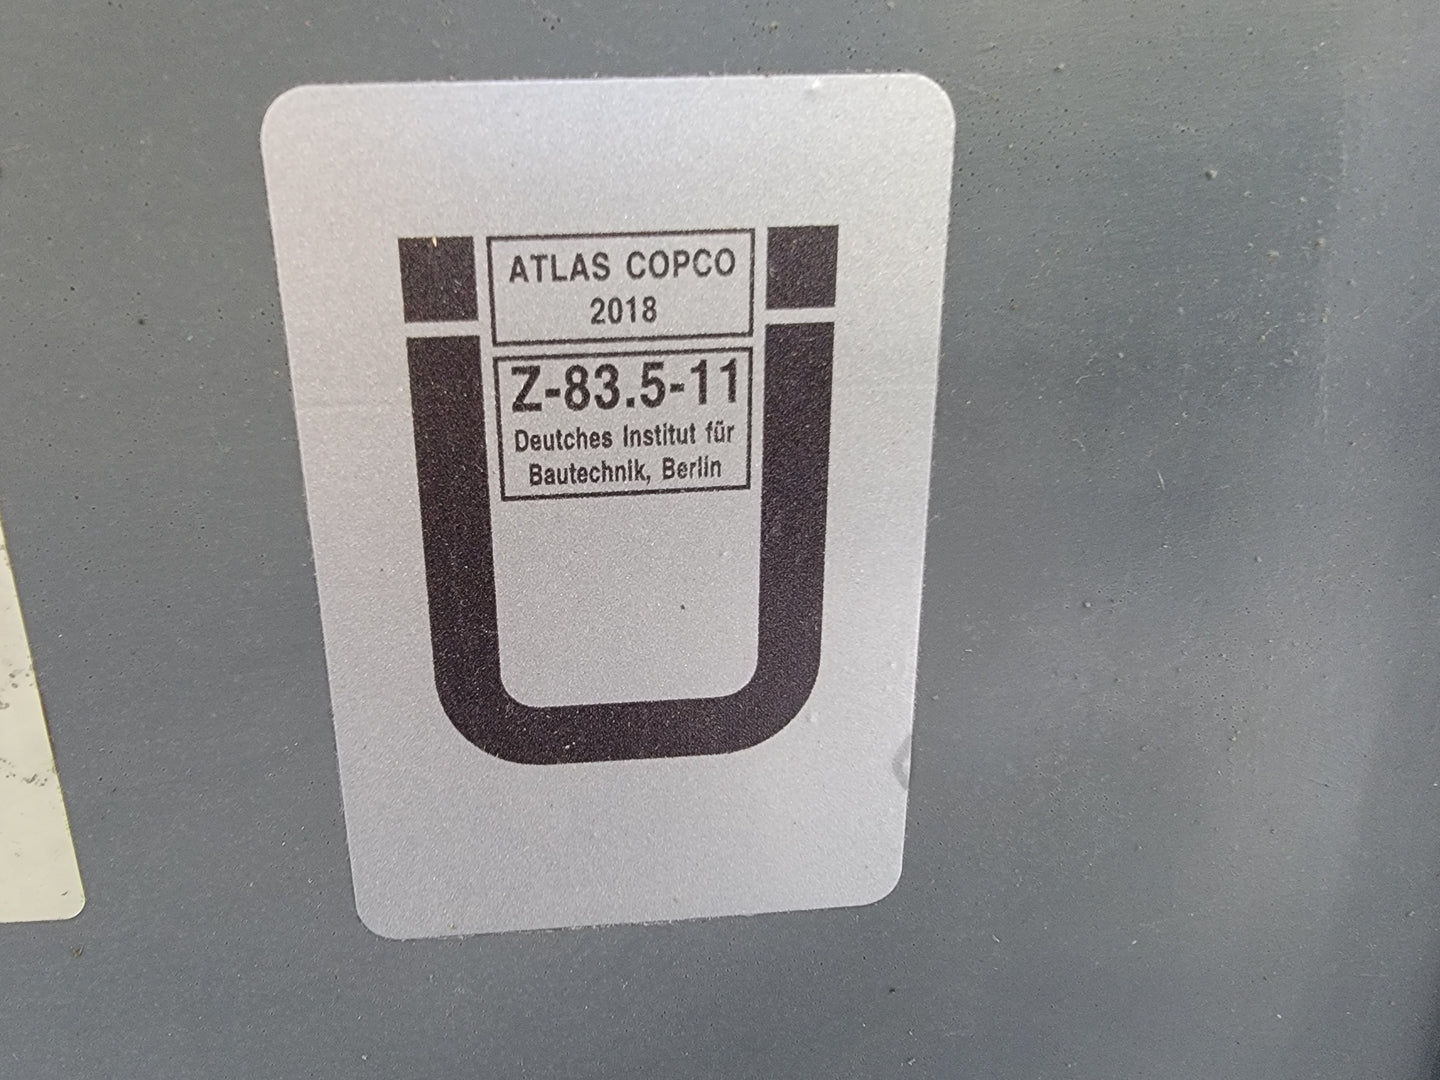 ATLAS COPCO
2018
Z-83.5-11
Deutches Institut für
Bautechnik, Berlin
Ü